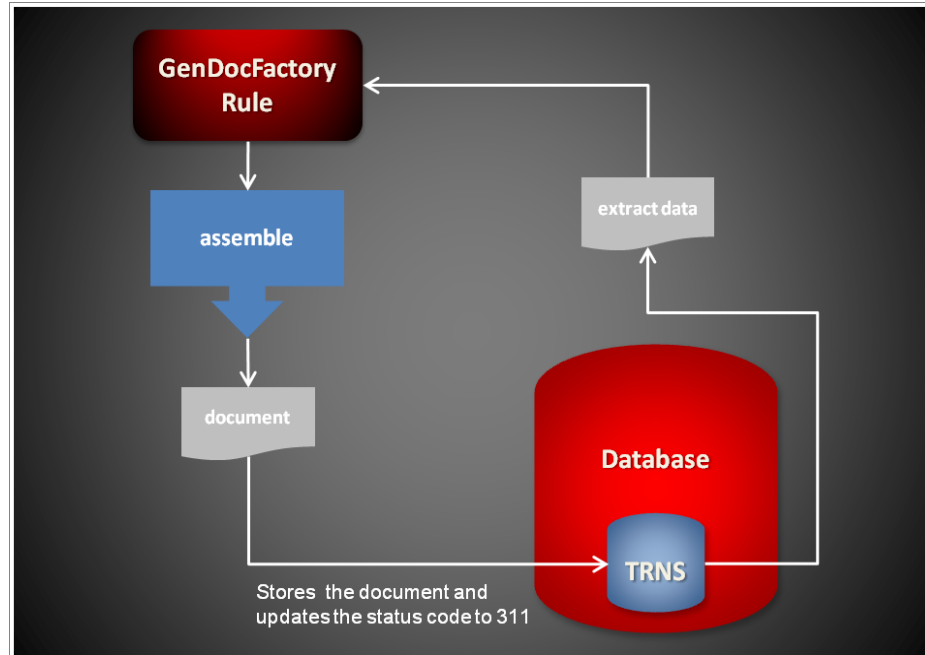 GenDocFactory
Rule
extract data
assemble
document
Database
TRNS
Stores the document and
updates the status code to 311